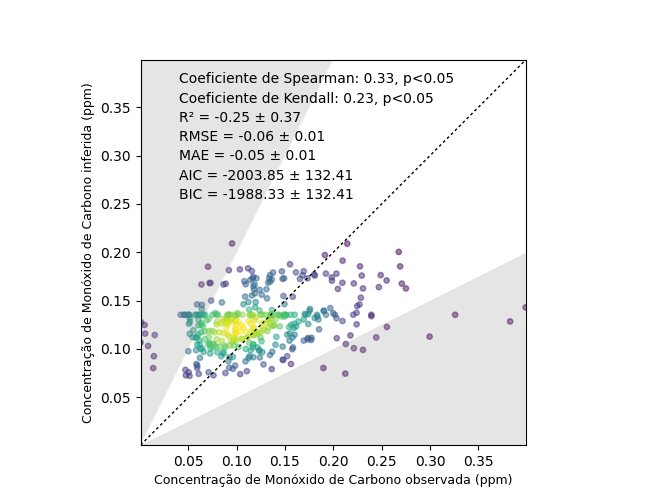 Coeficiente de Spearman: 0.33, p<0.05
Coeficiente de Kendall: 0.23, p<0.05
R² = -0.25 ± 0.37
RMSE = -0.06 ± 0.01
MAE = -0.05 ± 0.01
AIC = -2003.85 ± 132.41
BIC = -1988.33 ± 132.41
Concentração de Monóxido de Carbono inferida (ppm)
0.35
0.30
0.25
0.20
0.15
0.10
0.05
0.05 0.10 0.15 0.20 0.25 0.30 0.35
Concentração de Monóxido de Carbono observada (ppm)